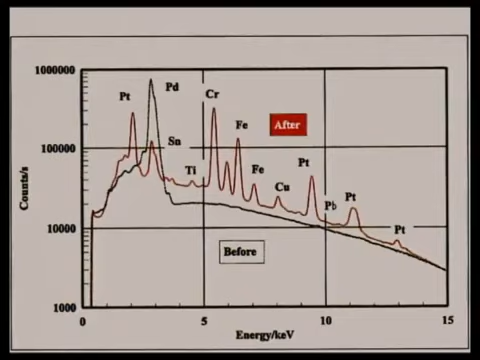 1000000
100000
10000
1000
Counts/s
Pt
Pd
Sn
Ti
Cr
Fe
Fe
Cu
Pt
Pb
Pt
Pt
After
Before
0
5
10
15
Energy/keV